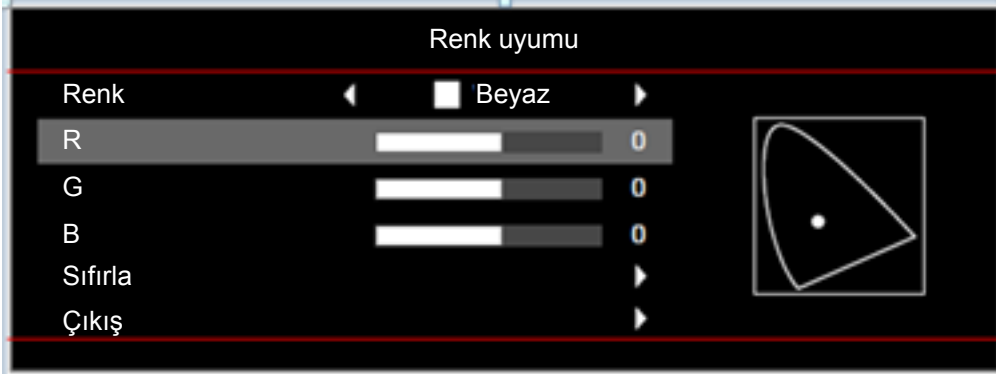 Renk uyumu
Renk Beyaz
R 0
G 0
B 0
Sıfırla
Çıkış